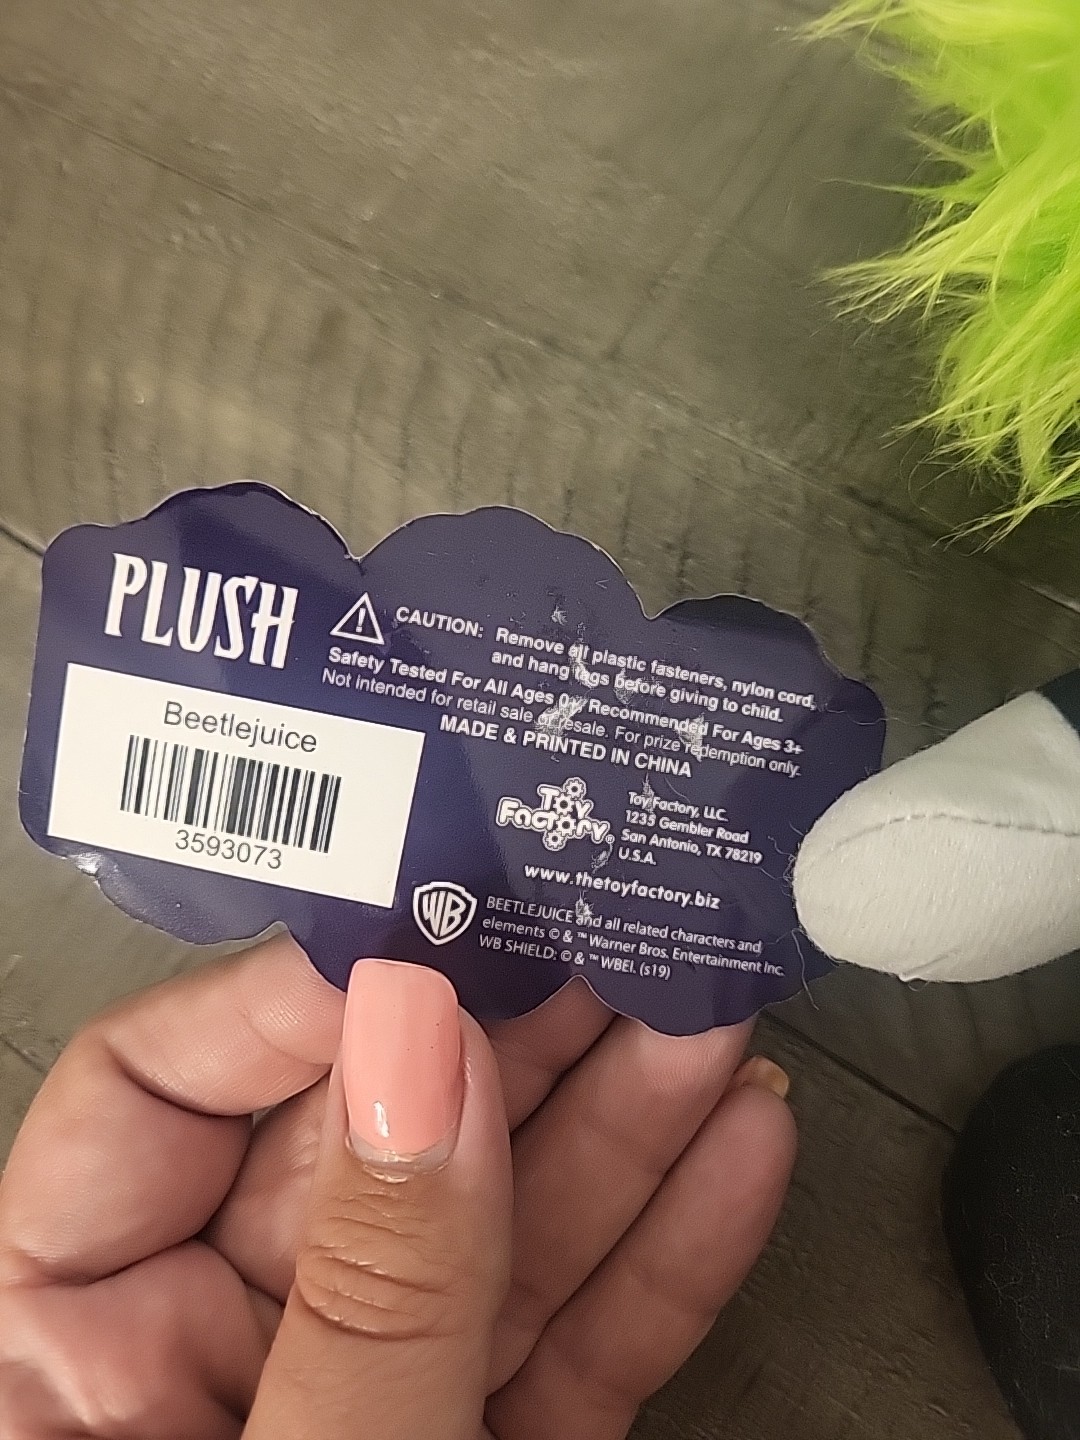 PLUSH
Beetlejuice
3593073
CAUTION: Remove all plastic fasteners, nylon cord,
and hang tags before giving to child.
Safety Tested For All Ages 0+ Recommended For Ages 3+
Not intended for retail sale or resale. For prize redemption only.
MADE & PRINTED IN CHINA
Toy
Factory®
Toy Factory, LLC.
1235 Gembler Road
San Antonio, TX 78219
U.S.A.
www.thetoyfactory.biz
WB
BEETLEJUICE and all related characters and
elements © & ™ Warner Bros. Entertainment Inc.
WB SHIELD: © & ™ WBEI. (s19)